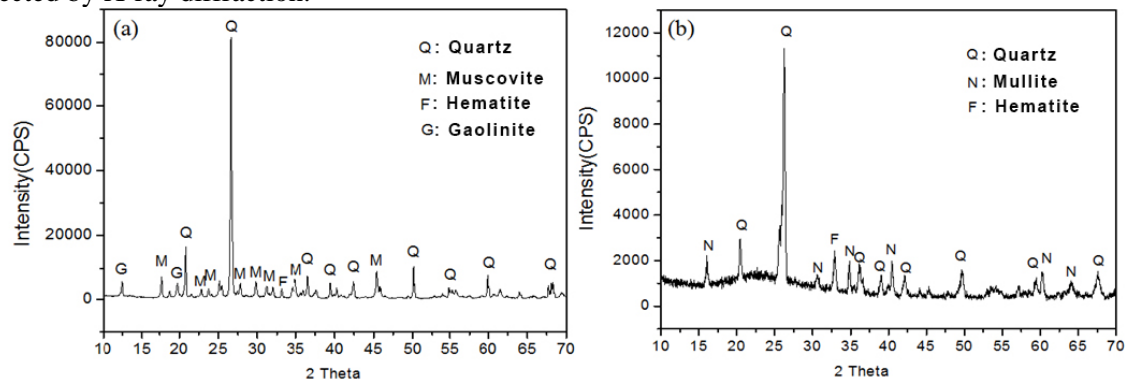 ected by X-ray diffraction.
(a)
Q: Quartz
M: Muscovite
F: Hematite
G: Gaolinite
Intensity(CPS)
80000
60000
40000
20000
0
Q
G
M
G
Q
M
M
M
M
M
F
M
Q
Q
Q
M
Q
Q
Q
Q
10 15 20 25 30 35 40 45 50 55 60 65 70
2 Theta
(b)
Q: Quartz
N: Mullite
F: Hematite
Intensity(CPS)
12000
10000
8000
6000
4000
2000
0
Q
N
Q
N
F
N
Q
Q
N
Q
Q
Q
N
N
Q
10 15 20 25 30 35 40 45 50 55 60 65 70
2 Theta